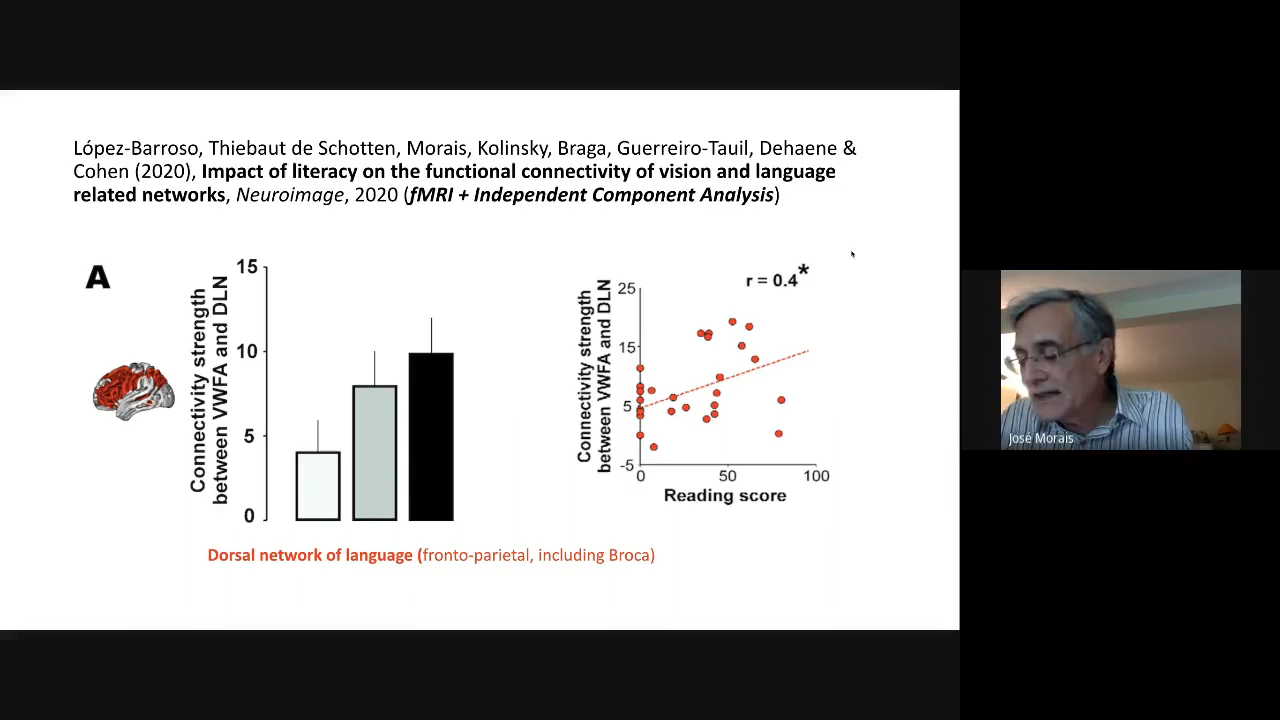 López-Barroso, Thiebaut de Schotten, Morais, Kolinsky, Braga, Guerreiro-Tauil, Dehaene &
Cohen (2020), Impact of literacy on the functional connectivity of vision and language
related networks, Neuroimage, 2020 (fMRI + Independent Component Analysis)
A
Connectivity strength
between VWFA and DLN
15
10
5
0
Connectivity strength
between VWFA and DLN
r = 0.4*
25
15
5
-5
0 50 100
Reading score
Dorsal network of language (fronto-parietal, including Broca)
José Morais